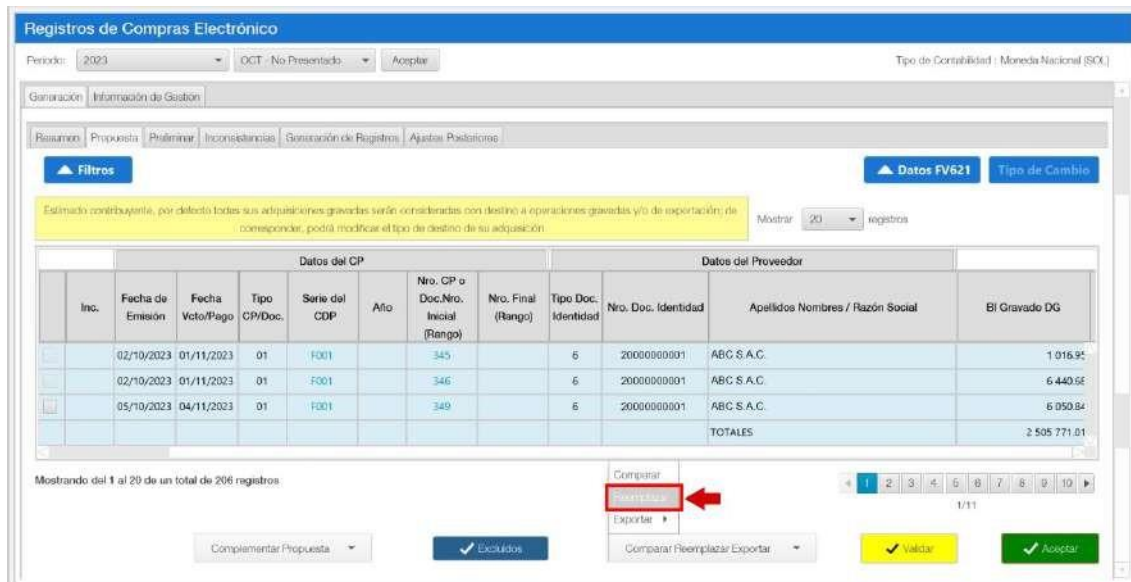 Registros de Compras Electrónico
Periodo: 2023 OCT - No Presentado Aceptar Tipo de Contabilidad : Moneda Nacional (SOL)
Generación Información de Gestión
Resumen Propuesta Preliminar Inconsistencias Generación de Registros Ajustes Posteriores
Filtros Datos FV621 Tipo de Cambio
Estimado contribuyente, por defecto todas sus adquisiciones gravadas serán consideradas con destino a operaciones gravadas y/o de exportación; de
corresponder, podrá modificar el tipo de destino de su adquisición.
Mostrar 20 registros
Datos del CP Datos del Proveedor
Inc. Fecha de Emisión Fecha Vcto/Pago Tipo CP/Doc. Serie del CDP Año Nro. CP o Doc.Nro. Inicial (Rango) Nro. Final (Rango) Tipo Doc. Identidad Nro. Doc. Identidad Apellidos Nombres / Razón Social BI Gravado DG
02/10/2023 01/11/2023 01 F001 345 6 20000000001 ABC S.A.C. 1 016.95
02/10/2023 01/11/2023 01 F001 346 6 20000000001 ABC S.A.C. 6 440.68
05/10/2023 04/11/2023 01 F001 349 6 20000000001 ABC S.A.C. 6 050.84
TOTALES 2 505 771.01
Mostrando del 1 al 20 de un total de 206 registros
Comparar
Reemplazar
Exportar
1 2 3 4 5 6 7 8 9 10
1/11
Complementar Propuesta Excluidos Comparar Reemplazar Exportar Validar Aceptar